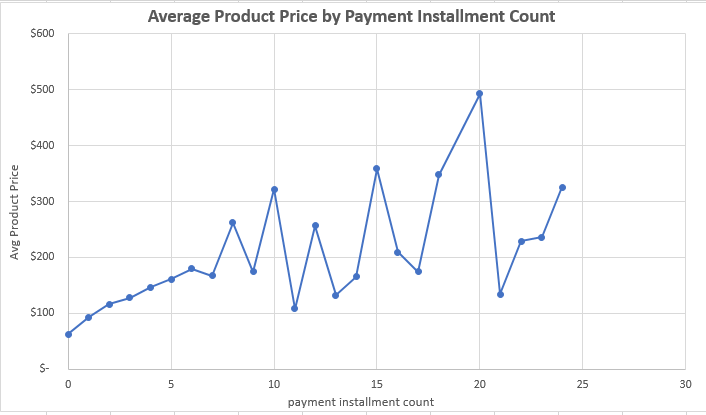 Average Product Price by Payment Installment Count
$600
$500
$400
$300
$200
$100
$-
Avg Product Price
0 5 10 15 20 25 30
payment installment count